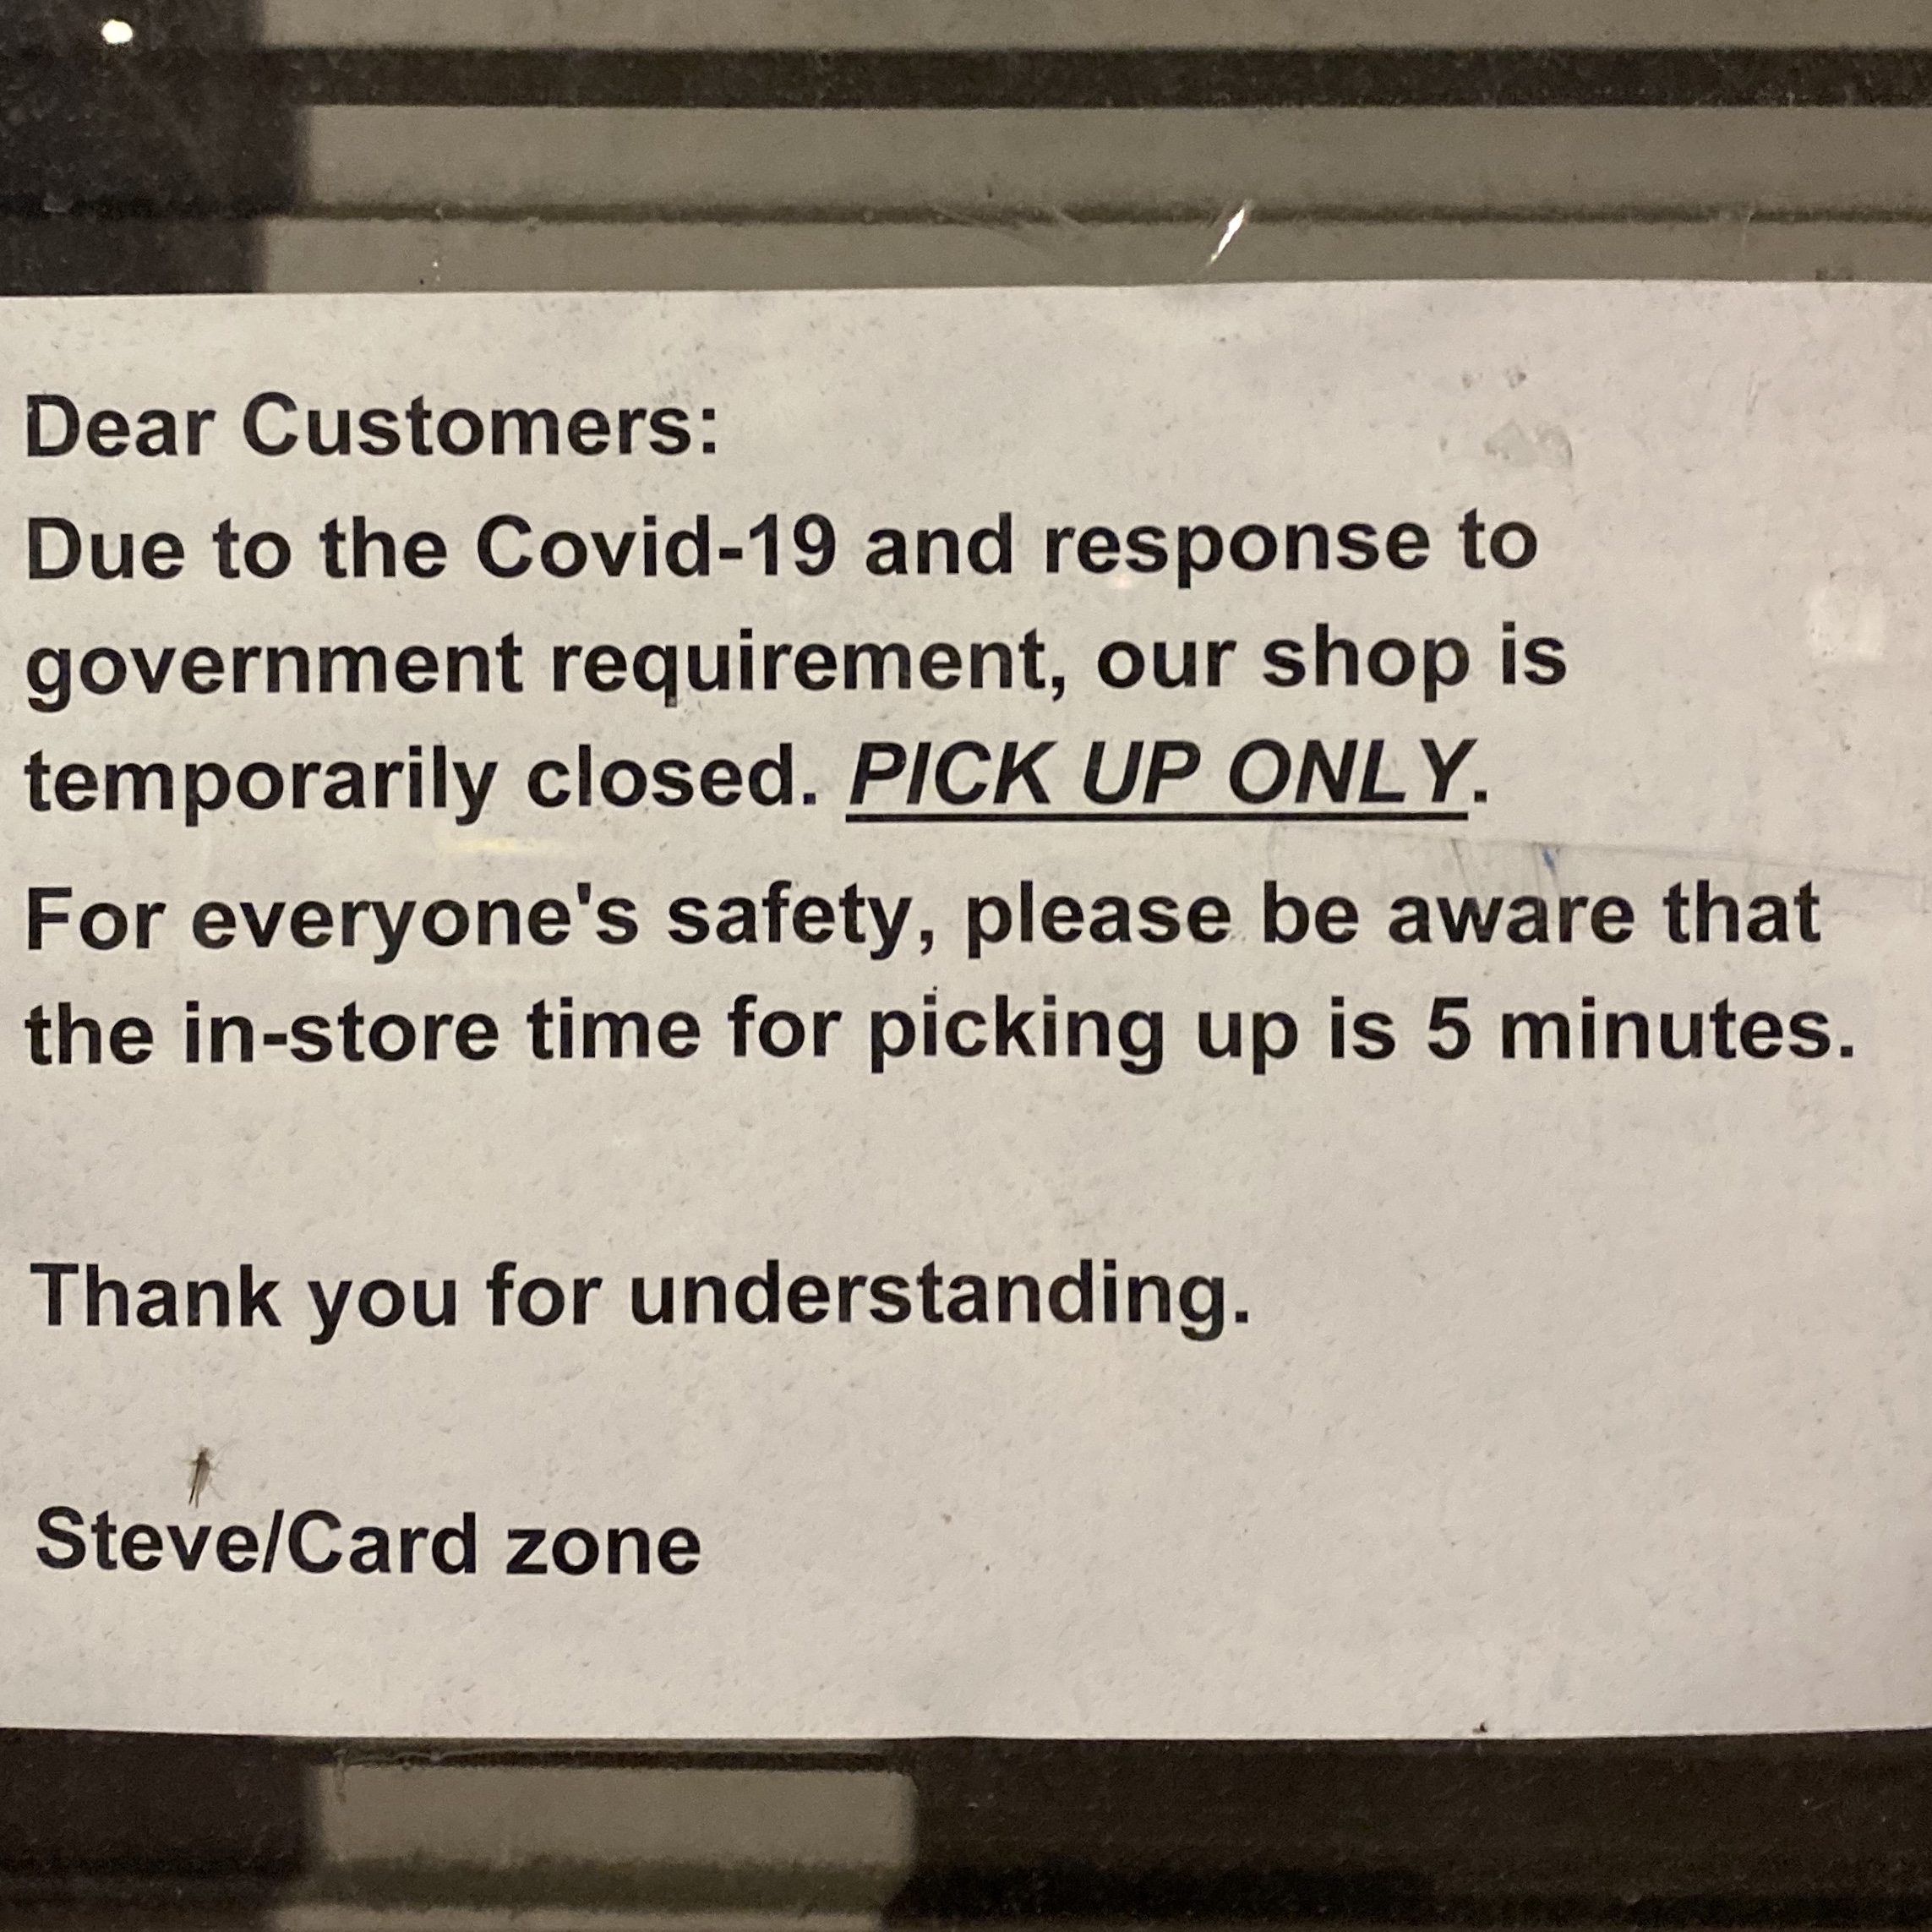 Dear Customers:
Due to the Covid-19 and response to
government requirement, our shop is
temporarily closed. PICK UP ONLY.
For everyone's safety, please be aware that
the in-store time for picking up is 5 minutes.
Thank you for understanding.
Steve/Card zone